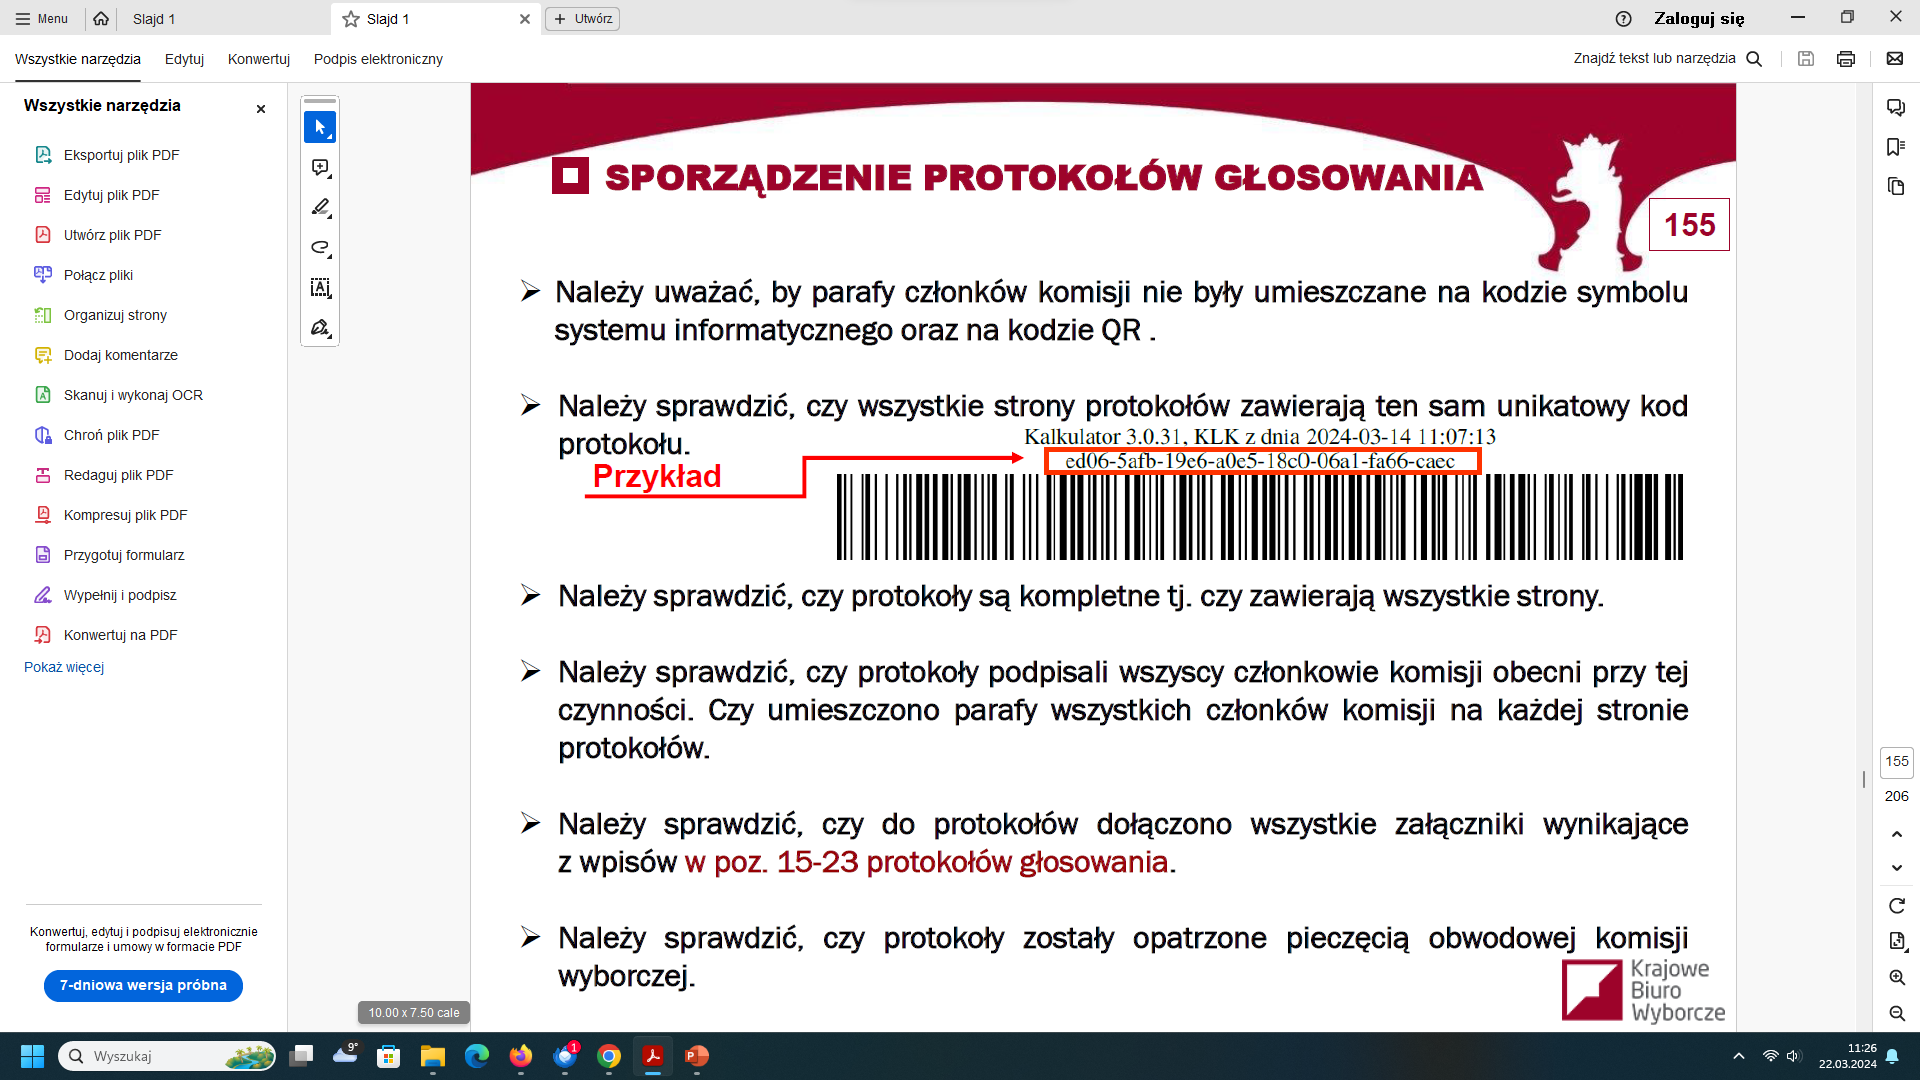 Menu
Slajd 1
Slajd 1
Utwórz
Zaloguj się
Wszystkie narzędzia
Edytuj
Konwertuj
Podpis elektroniczny
Znajdź tekst lub narzędzia
Wszystkie narzędzia
Eksportuj plik PDF
Edytuj plik PDF
Utwórz plik PDF
Połącz pliki
Organizuj strony
Dodaj komentarze
Skanuj i wykonaj OCR
Chroń plik PDF
Redaguj plik PDF
Kompresuj plik PDF
Przygotuj formularz
Wypełnij i podpisz
Konwertuj na PDF
Pokaż więcej
Konwertuj, edytuj i podpisuj elektronicznie
formularze i umowy w formacie PDF
7-dniowa wersja próbna
SPORZĄDZENIE PROTOKOŁÓW GŁOSOWANIA
155
Należy uważać, by parafy członków komisji nie były umieszczane na kodzie symbolu
systemu informatycznego oraz na kodzie QR .
Należy sprawdzić, czy wszystkie strony protokołów zawierają ten sam unikatowy kod
protokołu.
Kalkulator 3.0.31, KLK z dnia 2024-03-14 11:07:13
ed06-5afb-19e6-a0e5-18c0-06a1-fa66-caec
Przykład
Należy sprawdzić, czy protokoły są kompletne tj. czy zawierają wszystkie strony.
Należy sprawdzić, czy protokoły podpisali wszyscy członkowie komisji obecni przy tej
czynności. Czy umieszczono parafy wszystkich członków komisji na każdej stronie
protokołów.
Należy sprawdzić, czy do protokołów dołączono wszystkie załączniki wynikające
z wpisów w poz. 15-23 protokołów głosowania.
Należy sprawdzić, czy protokoły zostały opatrzone pieczęcią obwodowej komisji
wyborczej.
Krajowe
Biuro
Wyborcze
10.00 x 7.50 cale
155
206
Wyszukaj
9°
1
11:26
22.03.2024